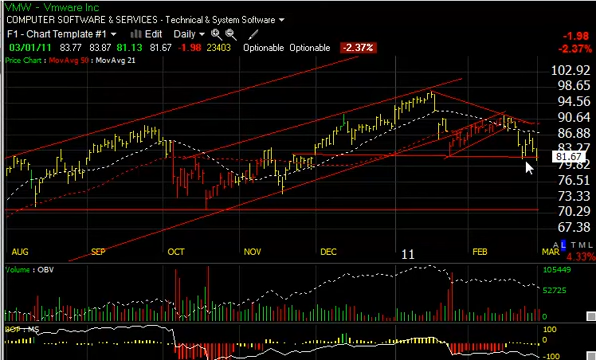 VMW - Vmware Inc
COMPUTER SOFTWARE & SERVICES - Technical & System Software
F1 - Chart Template #1 Edit Daily
-1.98
03/01/11 83.77 83.87 81.13 81.67 -1.98 23403 Optionable Optionable -2.37%
-2.37%
Price Chart : MovAvg 50 : MovAvg 21
102.92
98.65
94.56
90.64
86.88
83.27
81.67
79.82
76.51
73.33
70.29
67.38
A L T M L
AUG SEP OCT NOV DEC 11 FEB MAR
4.33%
Volume : OBV
105449
52725
0
BOP : MS
100
0
-100